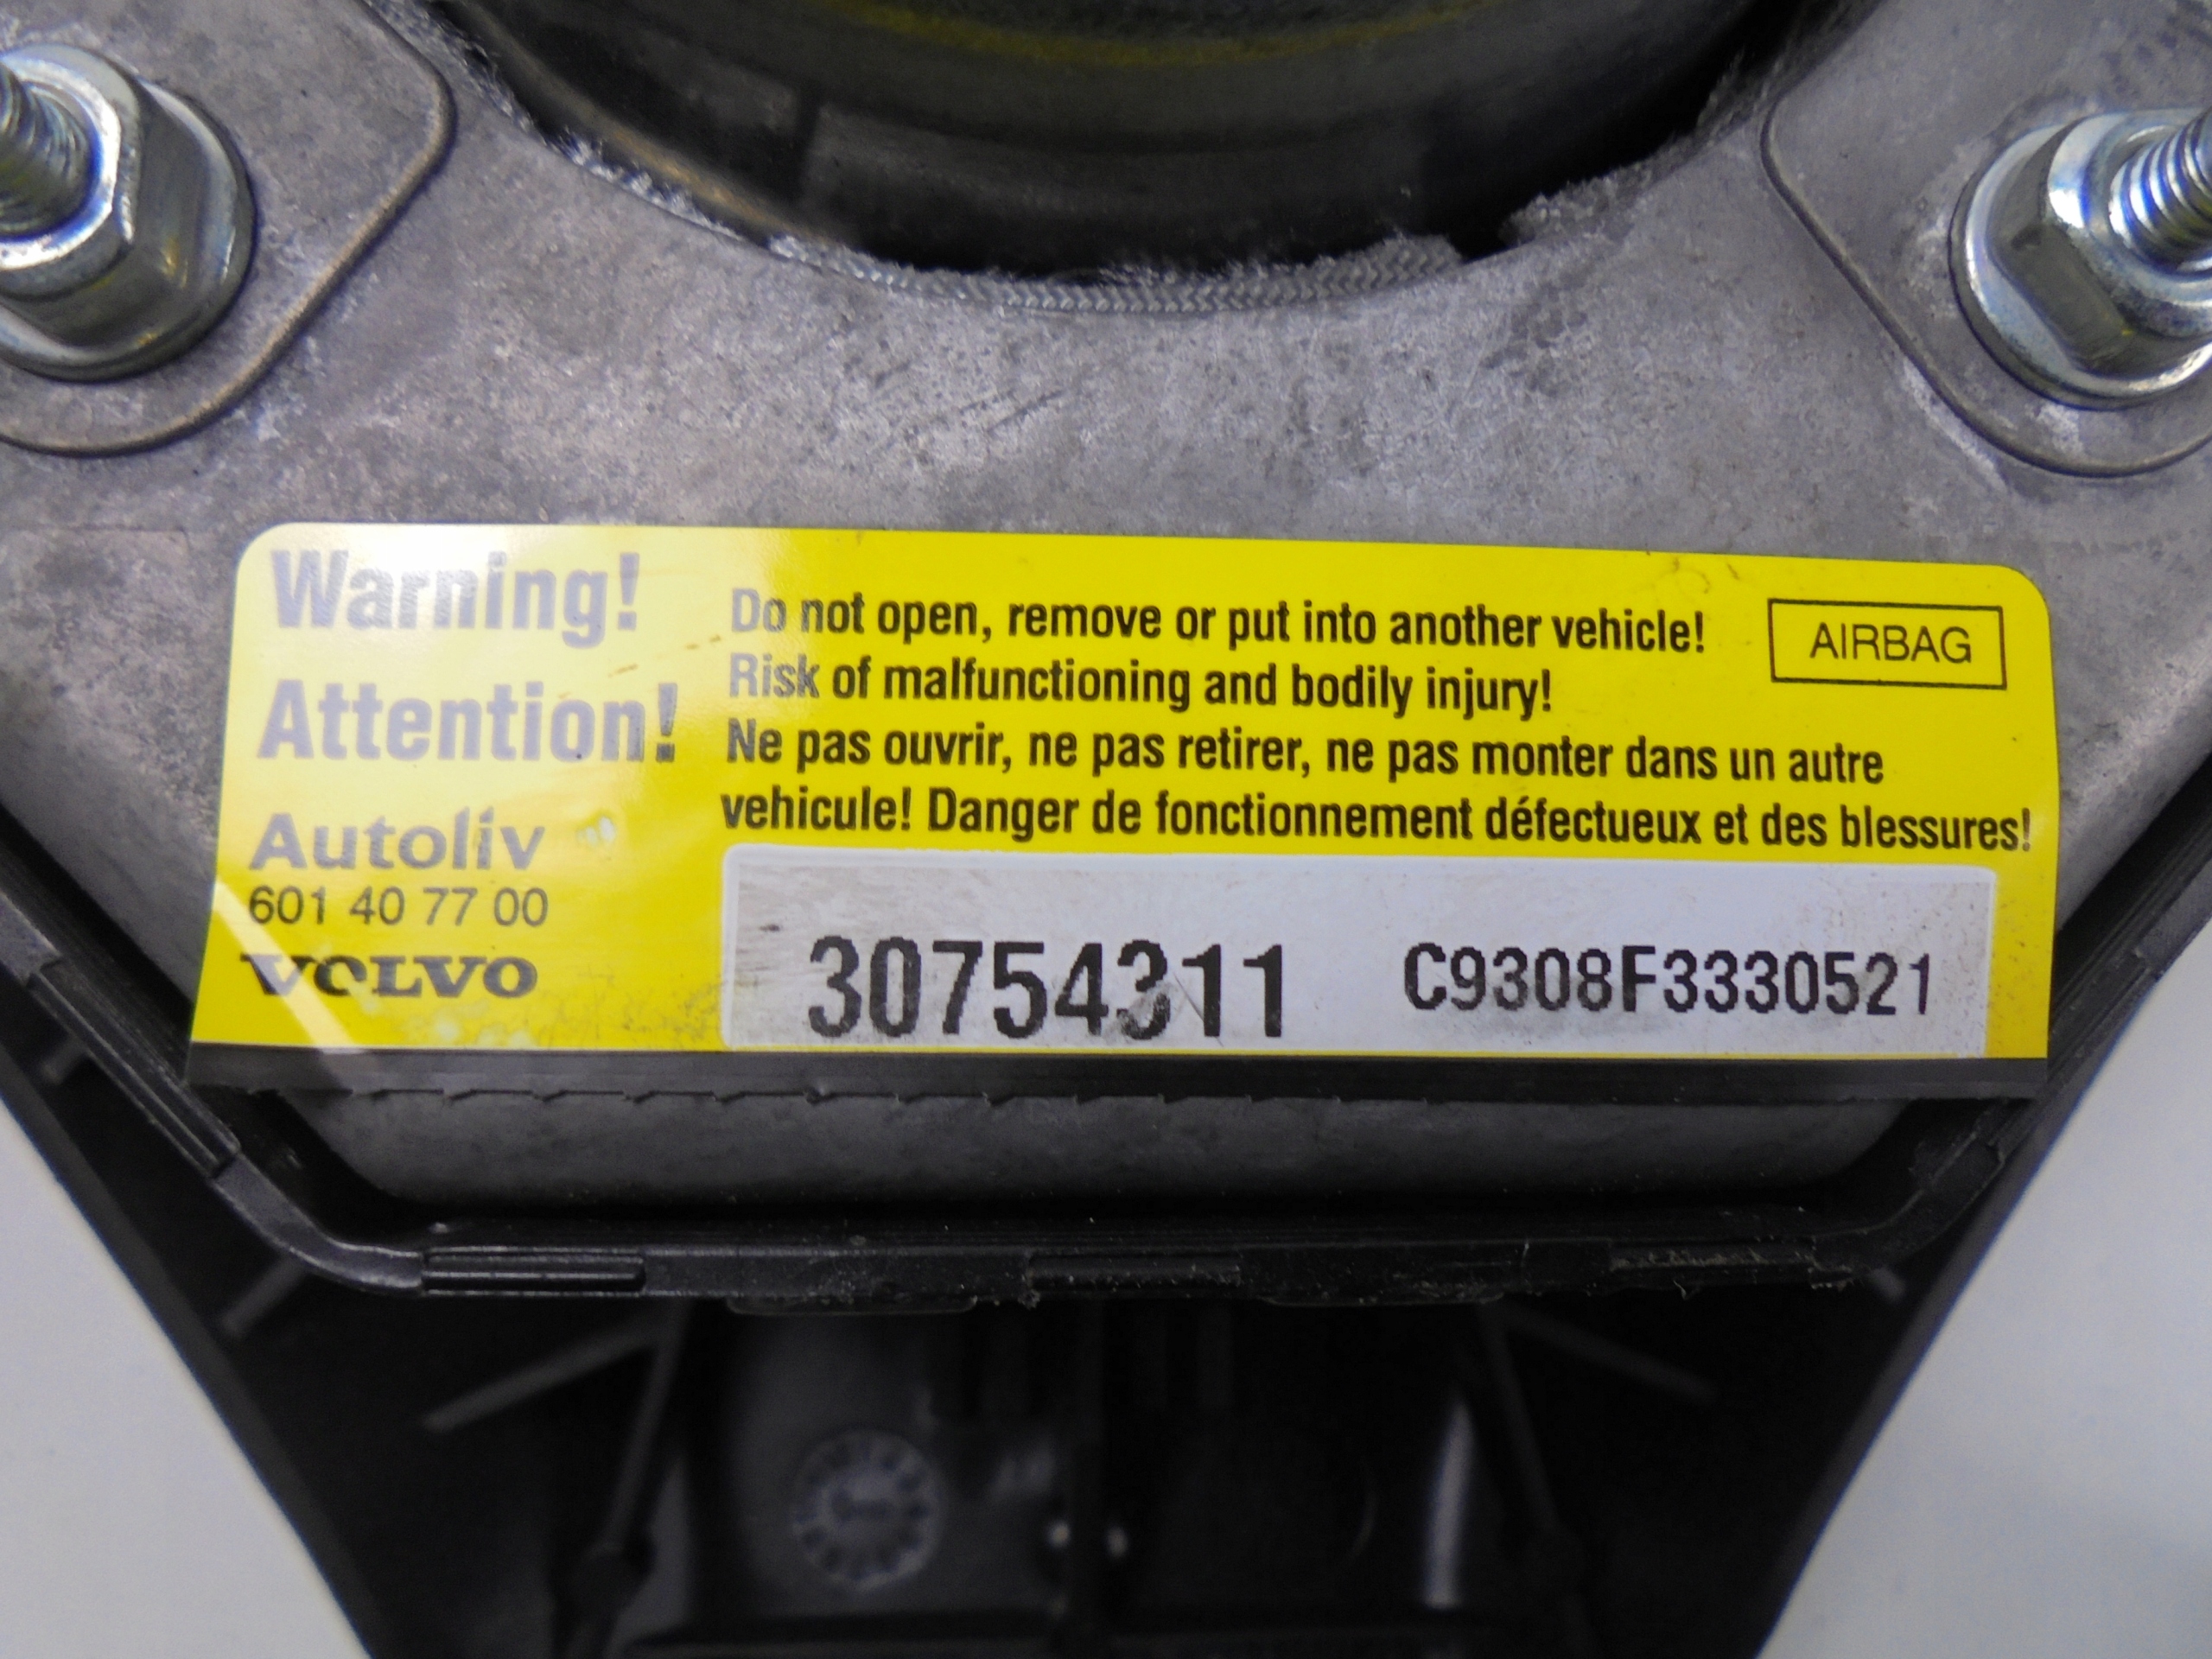 Warning!
Attention!
Autoliv
601 40 77 00
VOLVO
Do not open, remove or put into another vehicle!
Risk of malfunctioning and bodily injury!
Ne pas ouvrir, ne pas retirer, ne pas monter dans un autre
vehicule! Danger de fonctionnement défectueux et des blessures!
AIRBAG
30754311 C9308F3330521